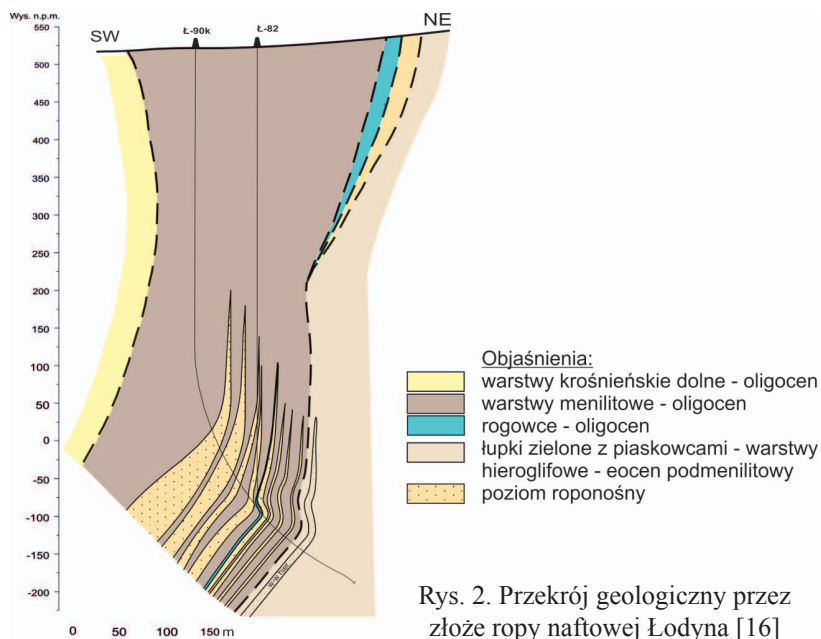 Wys. n.p.m.
550
500
450
400
350
300
250
200
150
100
50
0
-50
-100
-150
-200
SW
Ł-90k
Ł-82
NE
w-wy hier
0 50 100 150 m
Objaśnienia:
warstwy krośnieńskie dolne - oligocen
warstwy menilitowe - oligocen
rogowce - oligocen
łupki zielone z piaskowcami - warstwy
hieroglifowe - eocen podmenilitowy
poziom roponośny
Rys. 2. Przekrój geologiczny przez
złoże ropy naftowej Łodyna [16]